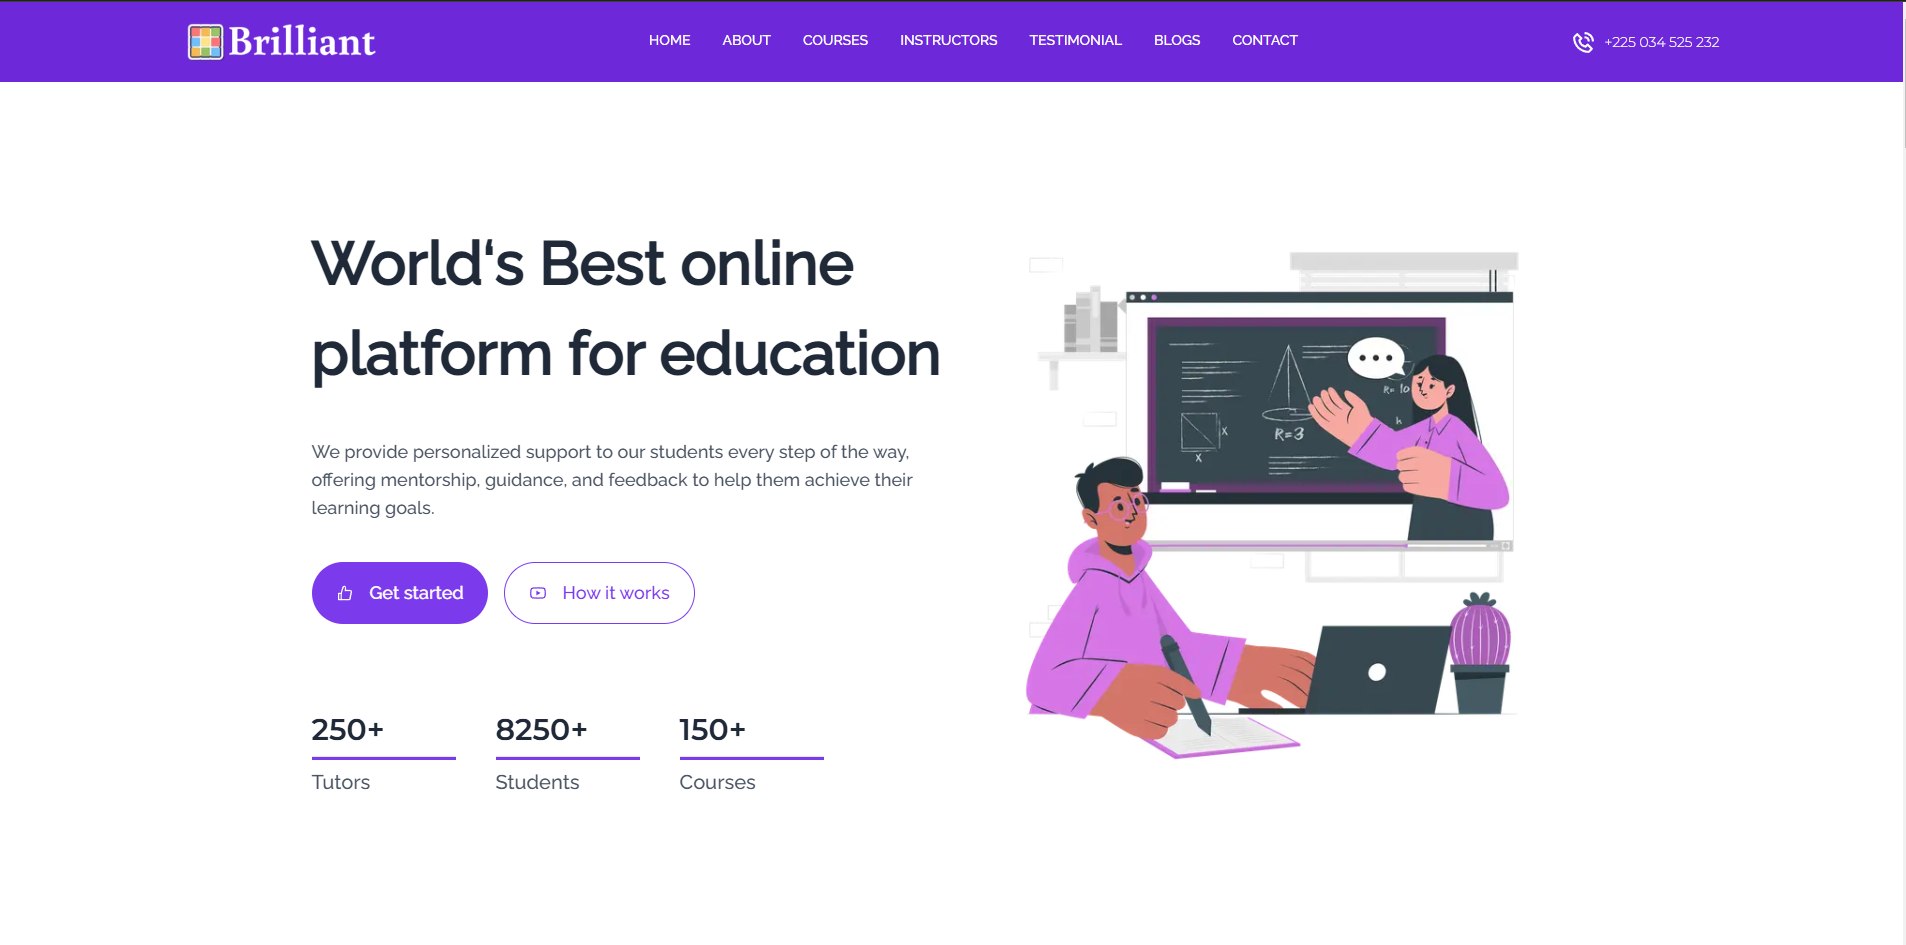 Brilliant
HOME ABOUT COURSES INSTRUCTORS TESTIMONIAL BLOGS CONTACT
+225 034 525 232
World‘s Best online
platform for education
We provide personalized support to our students every step of the way,
offering mentorship, guidance, and feedback to help them achieve their
learning goals.
Get started
How it works
250+ 8250+ 150+
Tutors Students Courses
R= 10
h
R=3
X
X